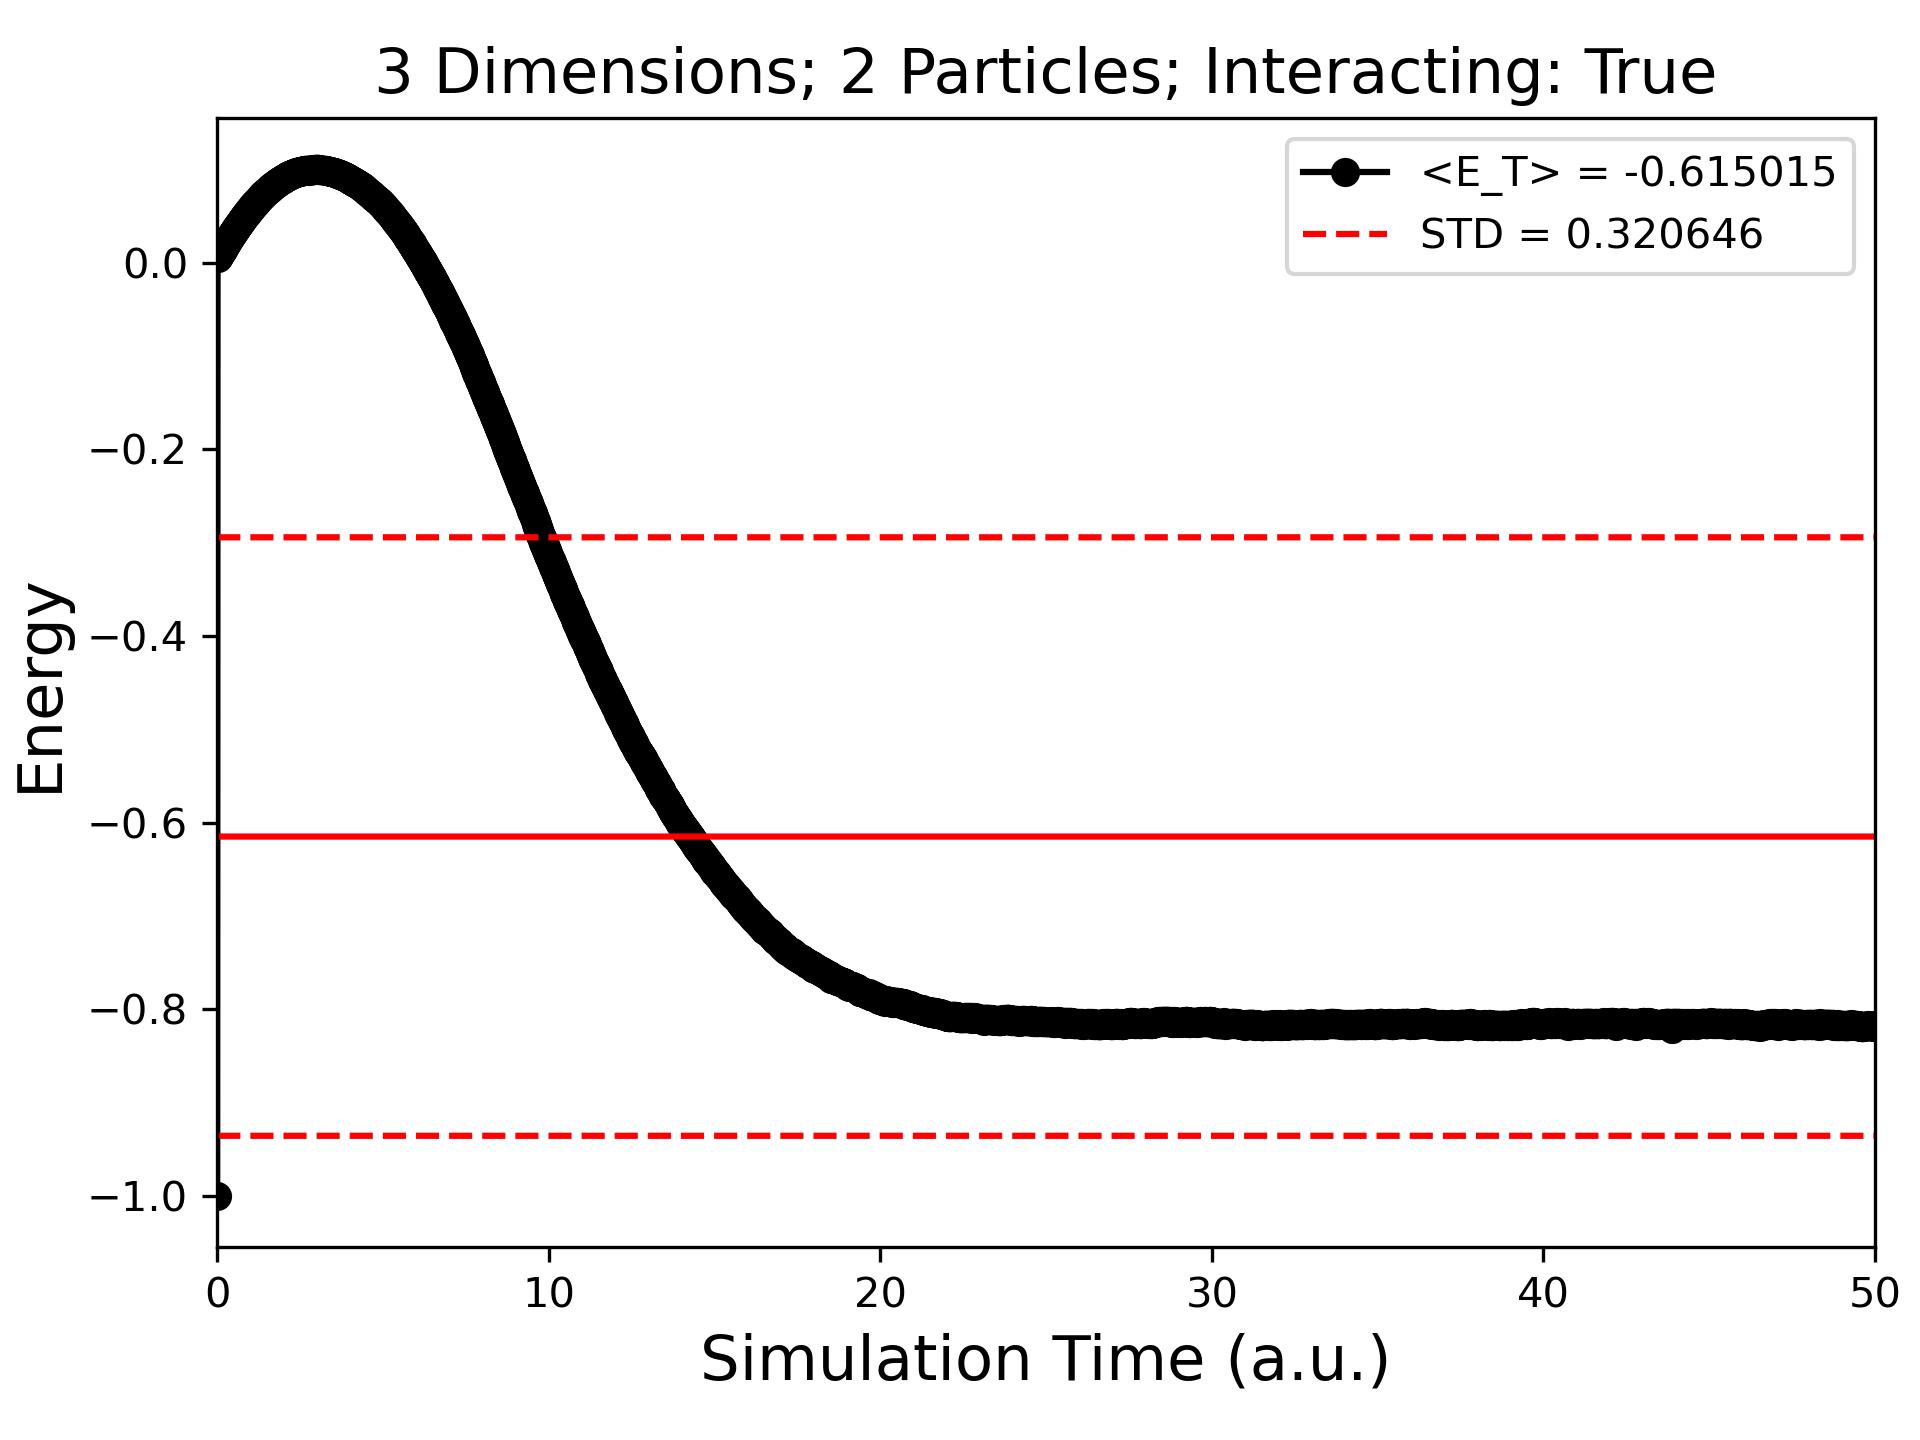 3 Dimensions; 2 Particles; Interacting: True
<E_T> = -0.615015
STD = 0.320646
Energy
0.0
−0.2
−0.4
−0.6
−0.8
−1.0
0 10 20 30 40 50
Simulation Time (a.u.)